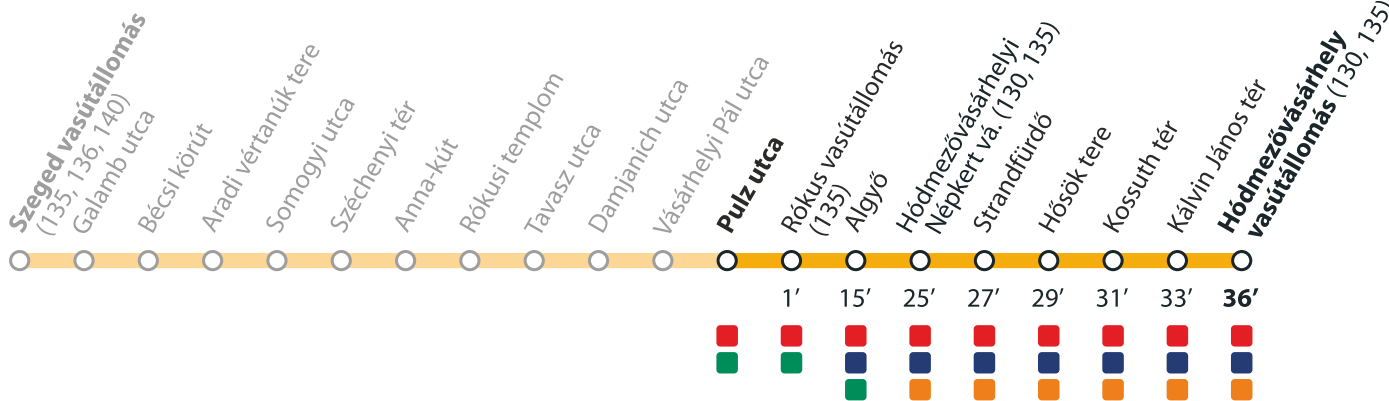 Szeged vasútállomás
(135, 136, 140)
Galamb utca
Bécsi körút
Aradi vértanúk tere
Somogyi utca
Széchenyi tér
Anna-kút
Rókusi templom
Tavasz utca
Damjanich utca
Vásárhelyi Pál utca
Pulz utca
Rókus vasútállomás
(135)
Algyő
Hódmezővásárhelyi
Népkert vá. (130, 135)
Strandfürdő
Hősök tere
Kossuth tér
Kálvin János tér
Hódmezővásárhely
vasútállomás (130, 135)
1’ 15’ 25’ 27’ 29’ 31’ 33’ 36’